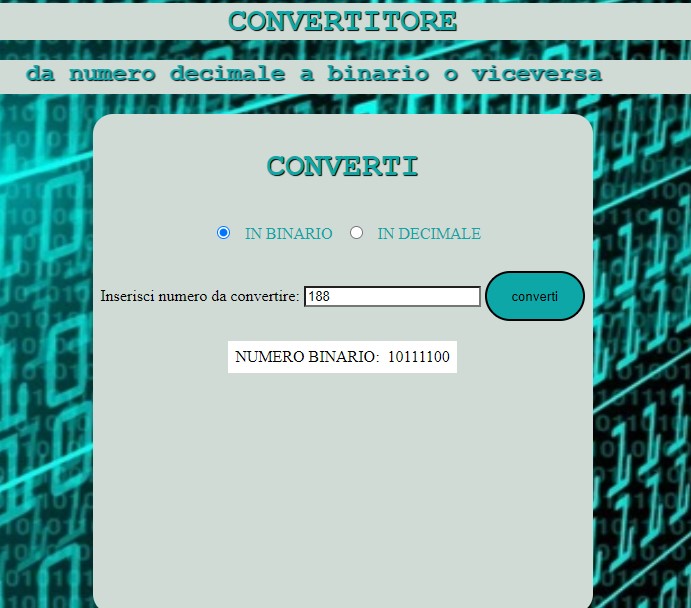 CONVERTITORE
da numero decimale a binario o viceversa
CONVERTI
IN BINARIO IN DECIMALE
Inserisci numero da convertire: 188 converti
NUMERO BINARIO: 10111100